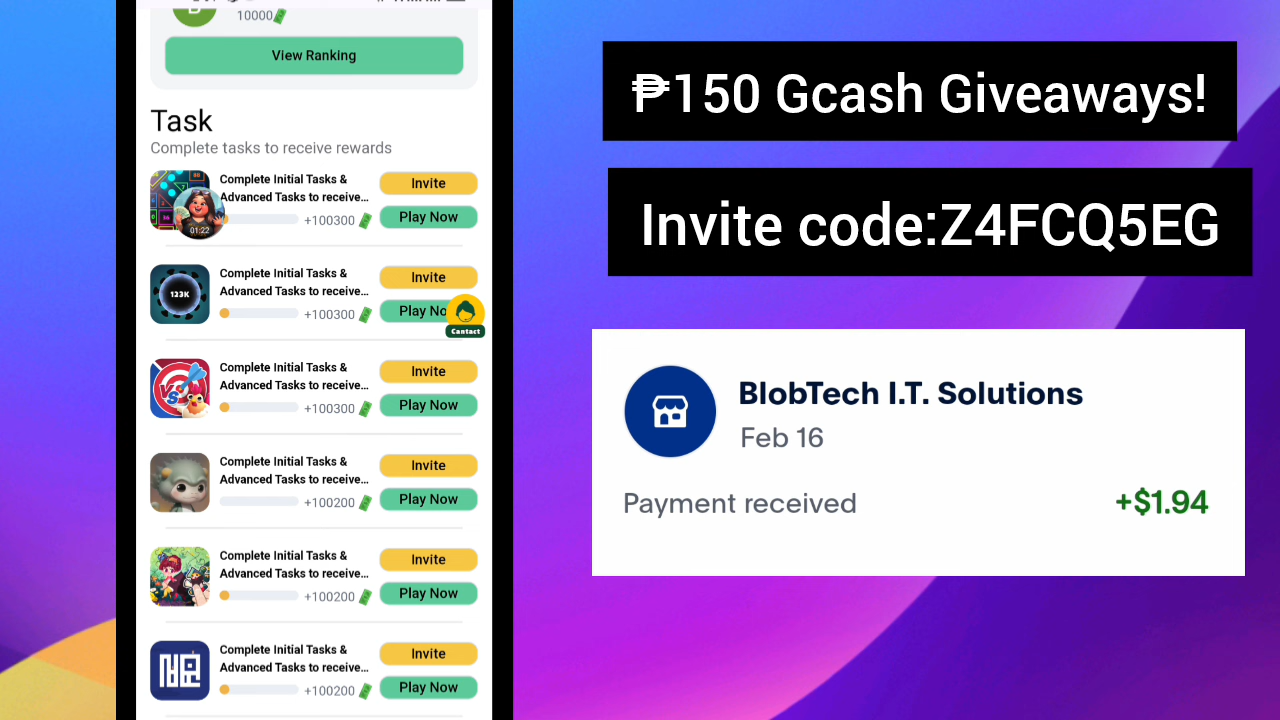 10000
View Ranking
Task
Complete tasks to receive rewards
Complete Initial Tasks &
Advanced Tasks to receive...
+100300
Invite
Play Now
01:22
Complete Initial Tasks &
Advanced Tasks to receive...
+100300
Invite
Play No
123K
Cantact
Complete Initial Tasks &
Advanced Tasks to receive...
+100300
Invite
Play Now
VS
Complete Initial Tasks &
Advanced Tasks to receive...
+100200
Invite
Play Now
Complete Initial Tasks &
Advanced Tasks to receive...
+100200
Invite
Play Now
Complete Initial Tasks &
Advanced Tasks to receive...
+100200
Invite
Play Now
₱150 Gcash Giveaways!
Invite code:Z4FCQ5EG
BlobTech I.T. Solutions
Feb 16
Payment received
+$1.94